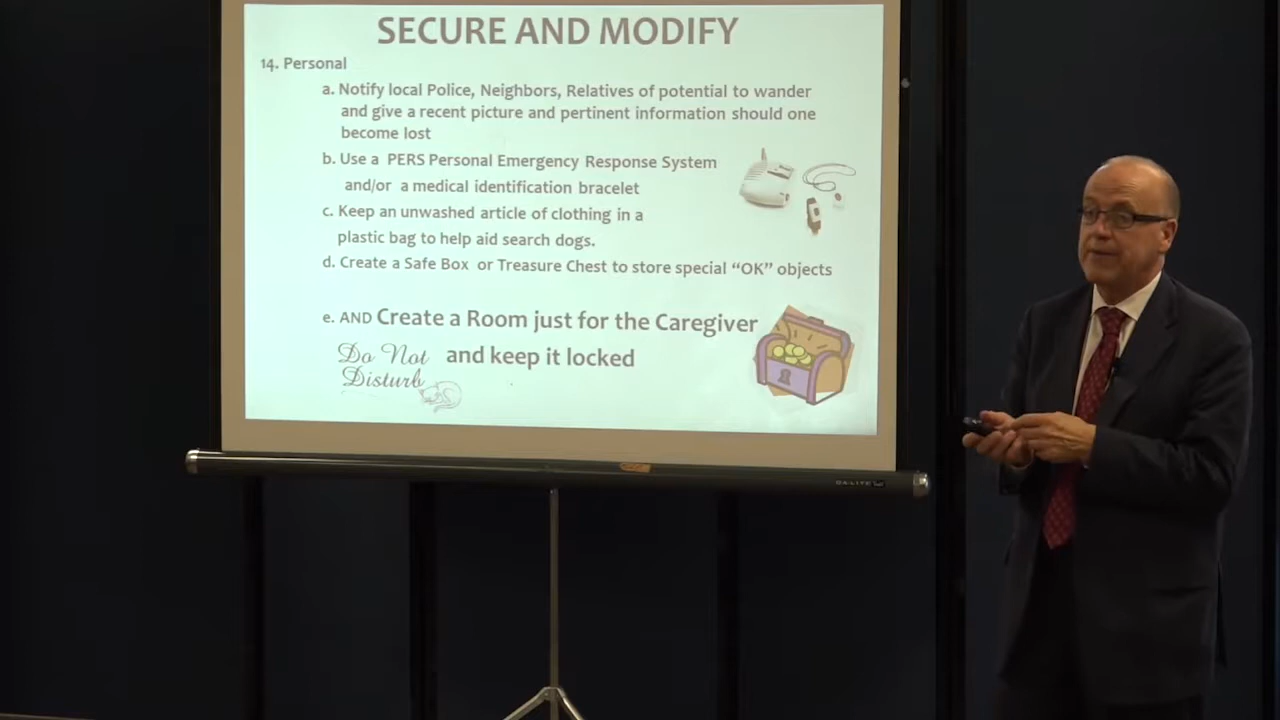 SECURE AND MODIFY
14. Personal
a. Notify local Police, Neighbors, Relatives of potential to wander
and give a recent picture and pertinent information should one
become lost
b. Use a PERS Personal Emergency Response System
and/or a medical identification bracelet
c. Keep an unwashed article of clothing in a
plastic bag to help aid search dogs.
d. Create a Safe Box or Treasure Chest to store special “OK” objects
e. AND Create a Room just for the Caregiver
Do Not and keep it locked
Disturb
DA-LITE